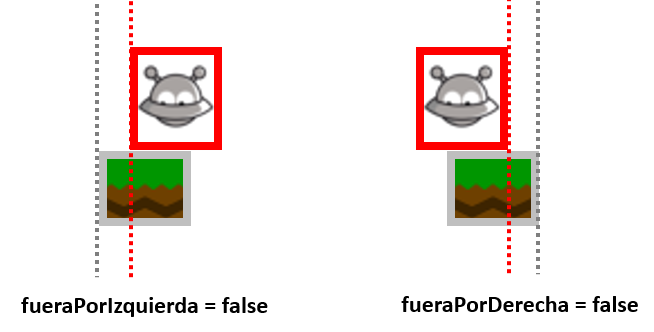 fueraPorIzquierda = false
fueraPorDerecha = false